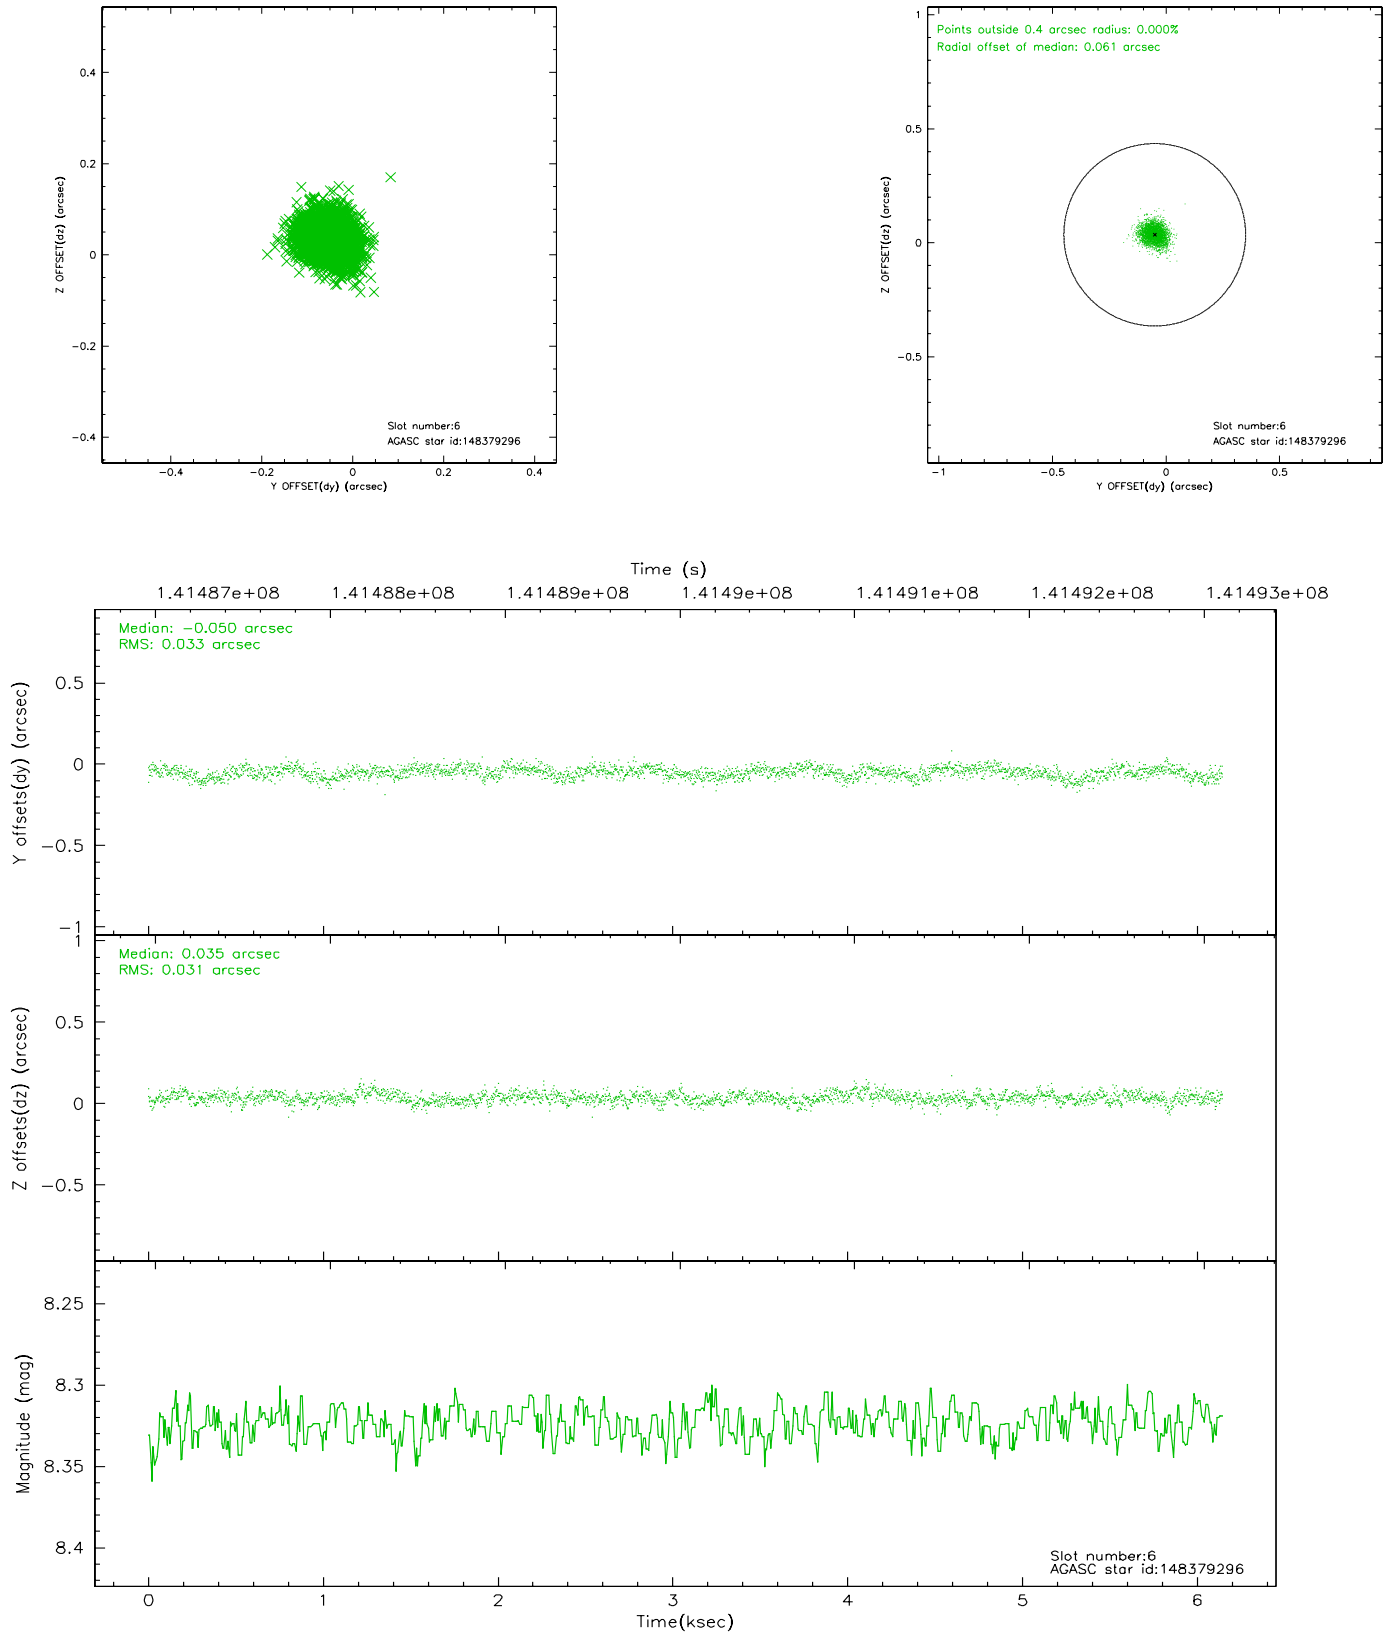 0.4
0.2
0
−0.2
−0.4
Z OFFSET(dz) (arcsec)
Slot number:6
AGASC star id:148379296
−0.4 −0.2 0 0.2 0.4
Y OFFSET(dy) (arcsec)
Points outside 0.4 arcsec radius: 0.000%
Radial offset of median: 0.061 arcsec
1
0.5
0
−0.5
Z OFFSET(dz) (arcsec)
Slot number:6
AGASC star id:148379296
−1 −0.5 0 0.5
Y OFFSET(dy) (arcsec)
Time (s)
1.41487e+08 1.41488e+08 1.41489e+08 1.4149e+08 1.41491e+08 1.41492e+08 1.41493e+08
Median: −0.050 arcsec
RMS: 0.033 arcsec
0.5
0
−0.5
−1
Y offsets(dy) (arcsec)
Median: 0.035 arcsec
RMS: 0.031 arcsec
1
0.5
0
−0.5
Z offsets(dz) (arcsec)
8.25
8.3
8.35
8.4
Magnitude (mag)
Slot number:6
AGASC star id:148379296
0 1 2 3 4 5 6
Time(ksec)